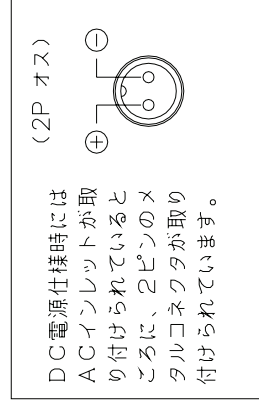 (2P オス)
⊕ ⊖
DC電源仕様時には
ACインレットが取
り付けられていると
ころに、2ピンのメ
タルコネクタが取り
付けられています。